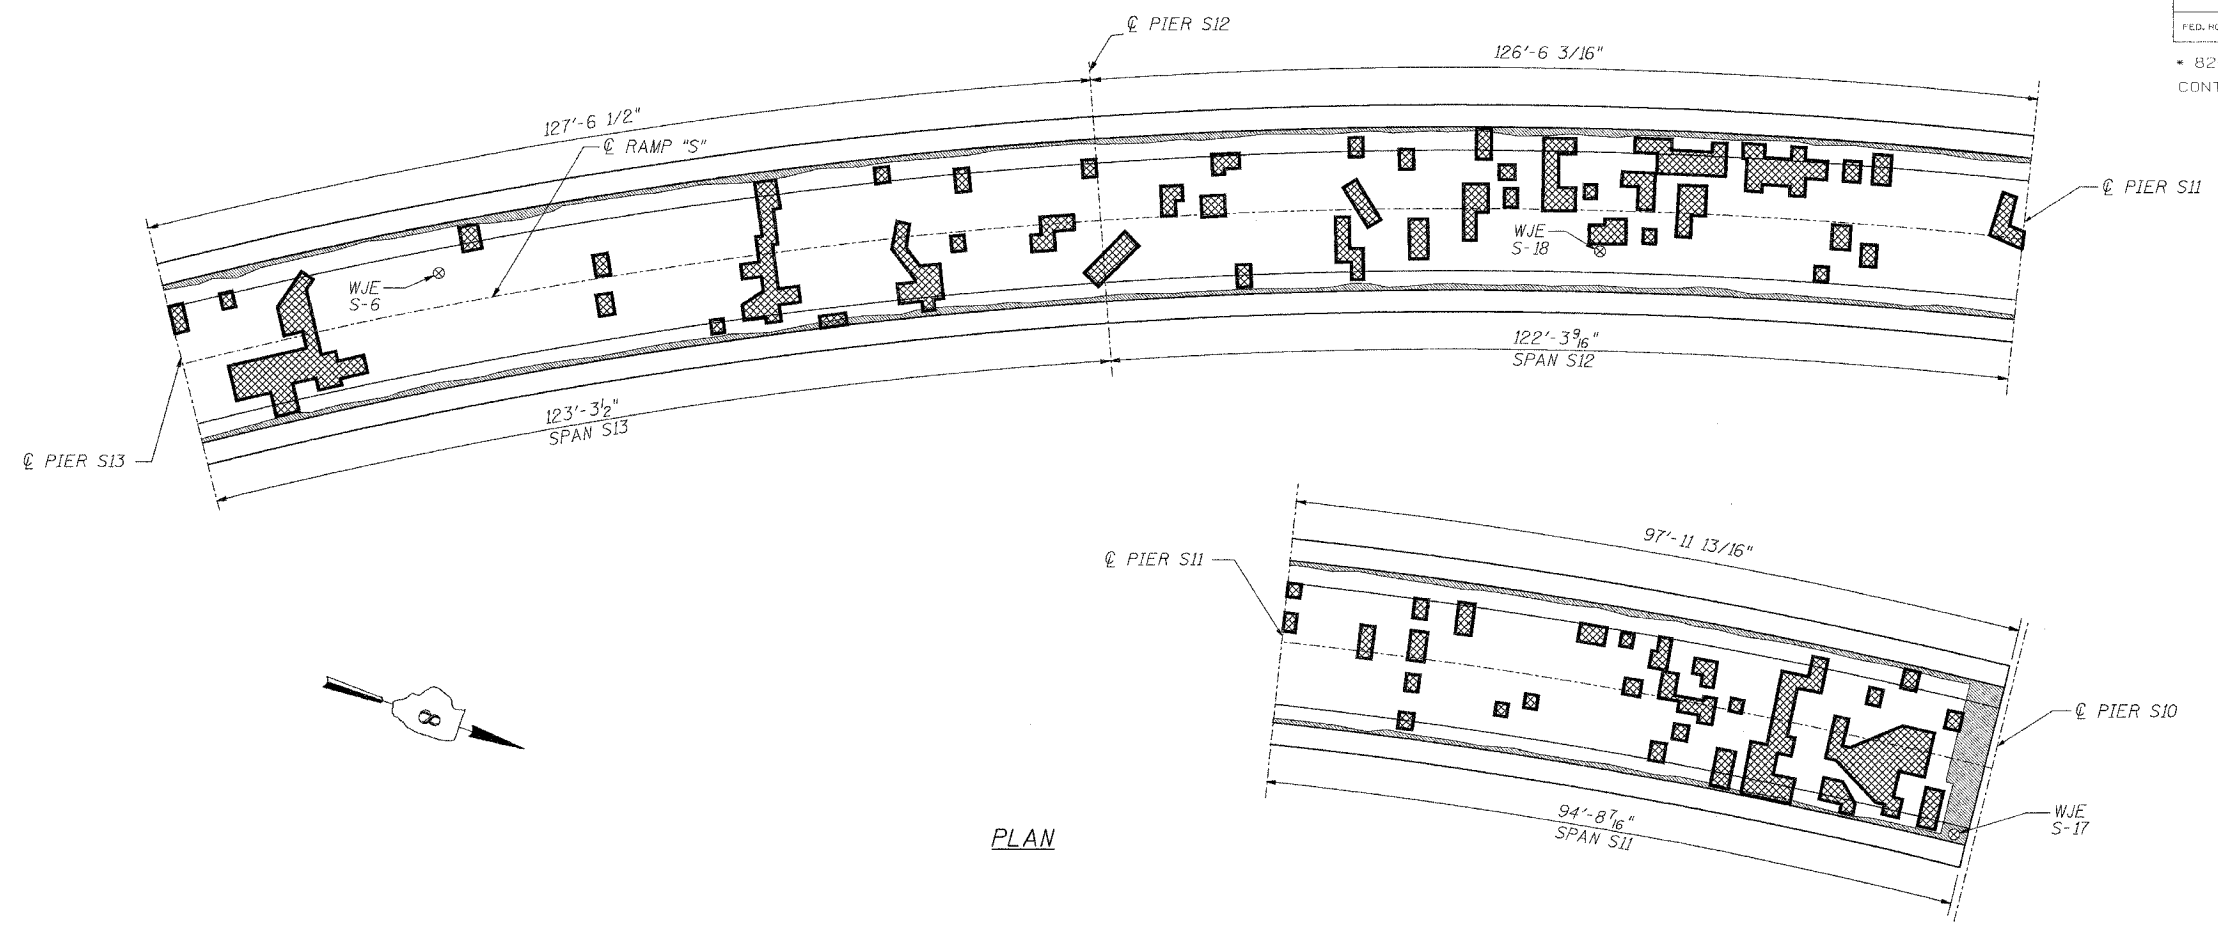 ℄ PIER S12
126'-6 3/16"
FED. RO
* 82
CONT
127'-6 1/2"
℄ RAMP "S"
℄ PIER S11
WJE
S-18
WJE
S-6
122'-3 9/16"
SPAN S12
123'-3 1/2"
SPAN S13
℄ PIER S13
97'-11 13/16"
℄ PIER S11
℄ PIER S10
94'-8 7/16"
SPAN S11
WJE
S-17
PLAN